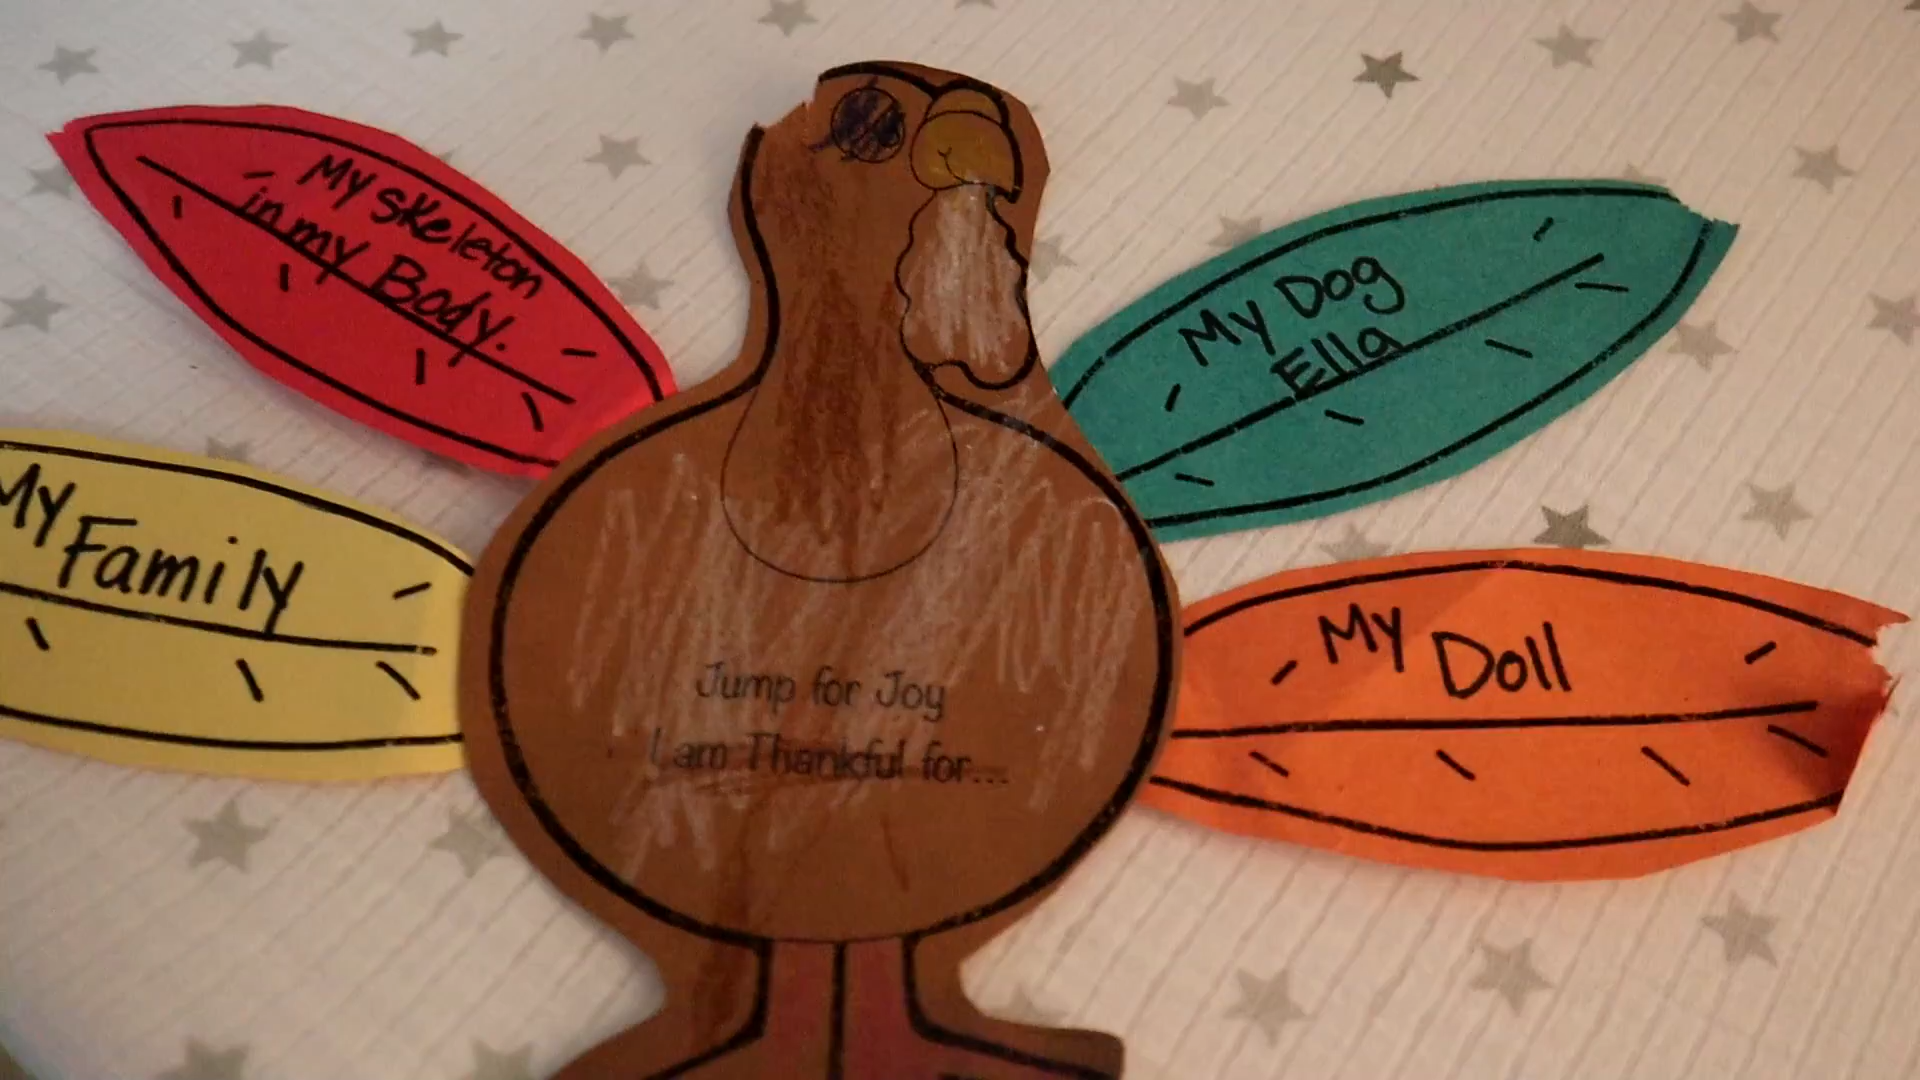 My skeleton
in my Body.
My Dog
Ella
My Family
My Doll
Jump for Joy
I am Thankful for...